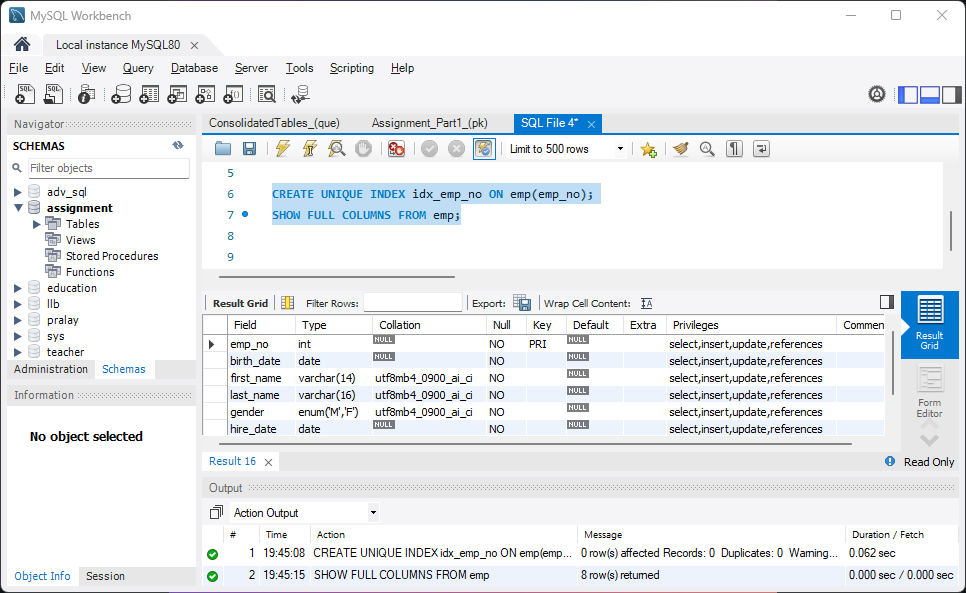 MySQL Workbench
Local instance MySQL80
File Edit View Query Database Server Tools Scripting Help
Navigator
SCHEMAS
Filter objects
adv_sql
assignment
Tables
Views
Stored Procedures
Functions
education
llb
pralay
sys
teacher
Administration Schemas
Information
No object selected
Object Info Session
ConsolidatedTables_(que) Assignment_Part1_(pk) SQL File 4*
Limit to 500 rows
5
6 CREATE UNIQUE INDEX idx_emp_no ON emp(emp_no);
7 SHOW FULL COLUMNS FROM emp;
8
9
Result Grid Filter Rows: Export: Wrap Cell Content:
Field Type Collation Null Key Default Extra Privileges Commen
emp_no int NULL NO PRI NULL select,insert,update,references
birth_date date NULL NO NULL select,insert,update,references
first_name varchar(14) utf8mb4_0900_ai_ci NO NULL select,insert,update,references
last_name varchar(16) utf8mb4_0900_ai_ci NO NULL select,insert,update,references
gender enum('M','F') utf8mb4_0900_ai_ci NO NULL select,insert,update,references
hire_date date NULL NO NULL select,insert,update,references
Result Grid
Form Editor
Result 16 Read Only
Output
Action Output
# Time Action Message Duration / Fetch
1 19:45:08 CREATE UNIQUE INDEX idx_emp_no ON emp(emp... 0 row(s) affected Records: 0 Duplicates: 0 Warning... 0.062 sec
2 19:45:15 SHOW FULL COLUMNS FROM emp 8 row(s) returned 0.000 sec / 0.000 sec